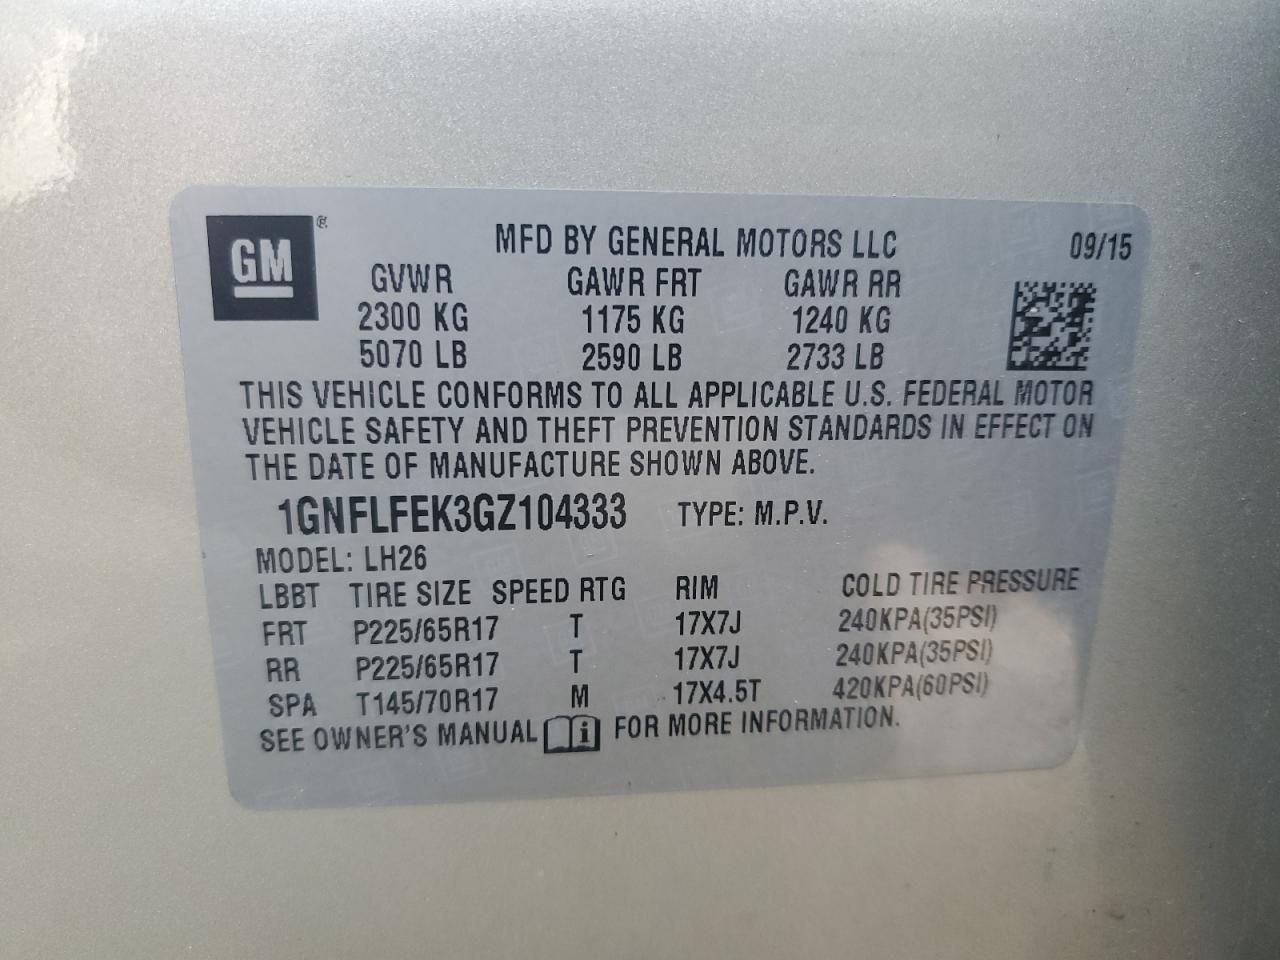 GM ®
MFD BY GENERAL MOTORS LLC 09/15
GVWR GAWR FRT GAWR RR
2300 KG 1175 KG 1240 KG
5070 LB 2590 LB 2733 LB
THIS VEHICLE CONFORMS TO ALL APPLICABLE U.S. FEDERAL MOTOR
VEHICLE SAFETY AND THEFT PREVENTION STANDARDS IN EFFECT ON
THE DATE OF MANUFACTURE SHOWN ABOVE.
1GNFLFEK3GZ104333 TYPE: M.P.V.
MODEL: LH26
LBBT TIRE SIZE SPEED RTG RIM COLD TIRE PRESSURE
FRT P225/65R17 T 17X7J 240KPA(35PSI)
RR P225/65R17 T 17X7J 240KPA(35PSI)
SPA T145/70R17 M 17X4.5T 420KPA(60PSI)
SEE OWNER'S MANUAL i FOR MORE INFORMATION.